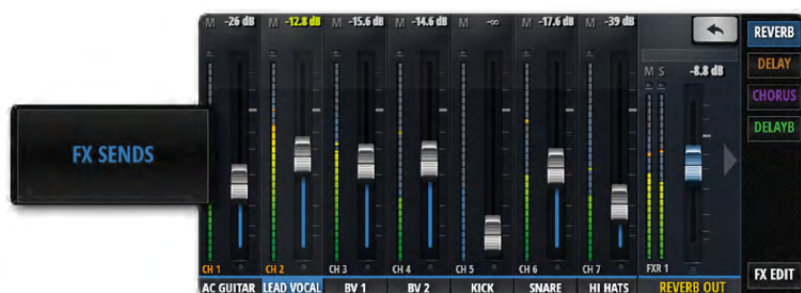 M -26 dB M -12.8 dB M -15.6 dB M -14.6 dB M -∞ M -17.6 dB M -39 dB
REVERB
M S -8.8 dB
DELAY
CHORUS
DELAYB
FX SENDS
CH 1 CH 2 CH 3 CH 4 CH 5 CH 6 CH 7 FXR 1
FX EDIT
AC GUITAR LEAD VOCAL BV 1 BV 2 KICK SNARE HI HATS REVERB OUT